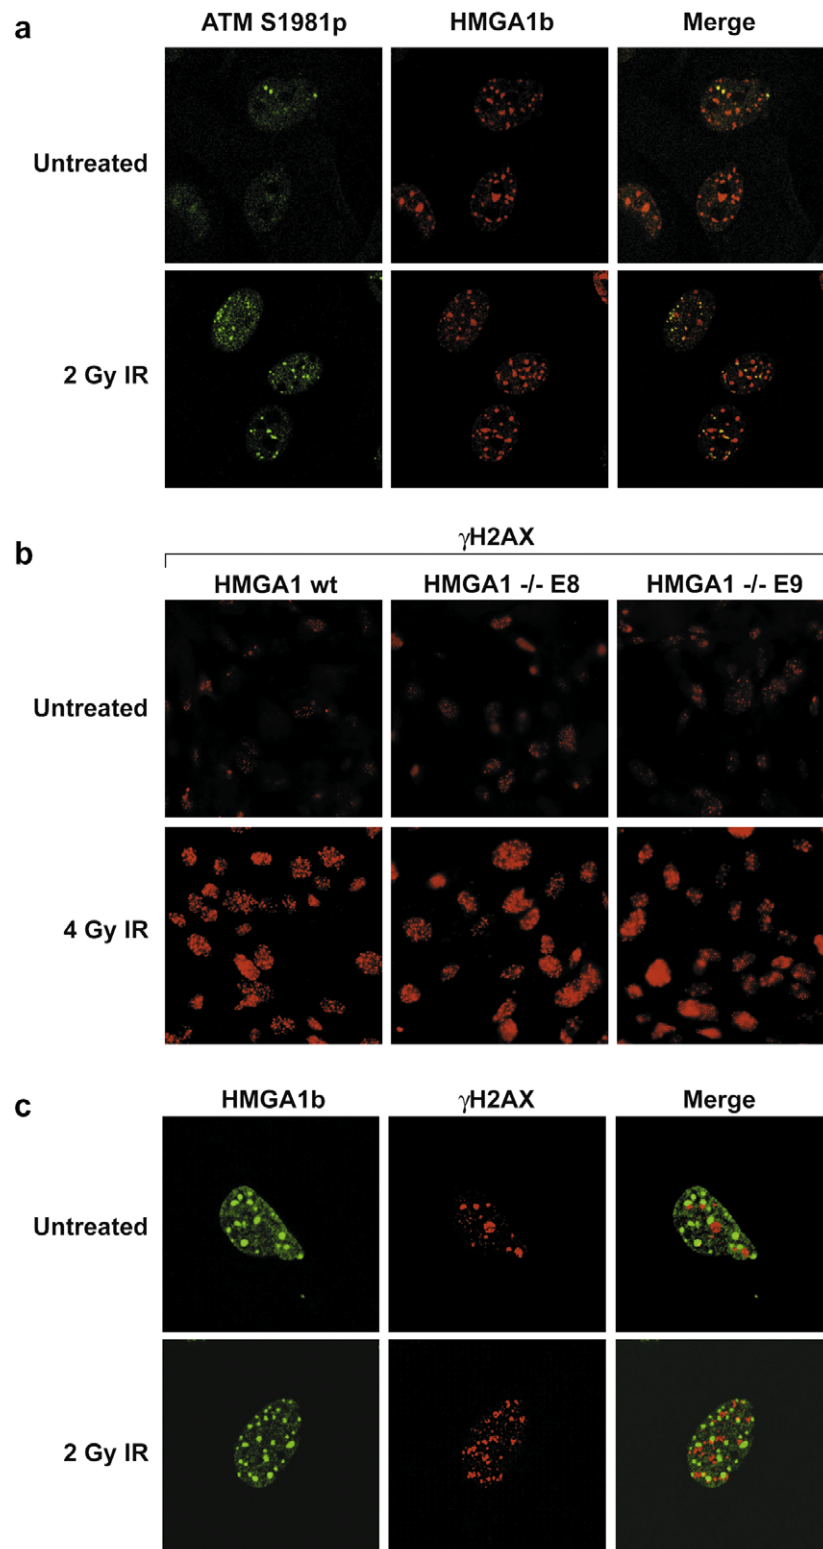 a
ATM S1981p HMGA1b Merge
Untreated
2 Gy IR
b
γH2AX
HMGA1 wt HMGA1 -/- E8 HMGA1 -/- E9
Untreated
4 Gy IR
c
HMGA1b γH2AX Merge
Untreated
2 Gy IR